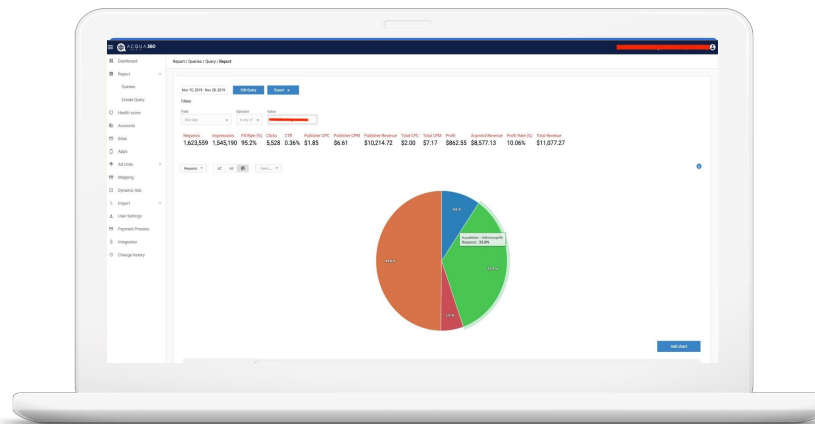 ACQUA360
Dashboard
Report / Queries / Query / Report
Report
Queries
Create Query
Health score
Accounts
Sites
Apps
Ad Units
Mapping
Dynamic Ads
Import
User Settings
Payment Process
Integration
Change history
Nov 15, 2019 - Nov 28, 2019
Edit Query
Export
Filters
Field
Operator
Value
Requests Impressions Fill Rate (%) Clicks CTR Publisher CPC Publisher CPM Publisher Revenue Total CPC Total CPM Profit Anymind Revenue Profit Rate (%) Total Revenue
1,623,559 1,545,190 95.2% 5,528 0.36% $1.85 $6.61 $10,214.72 $2.00 $7.17 $862.55 $8,577.13 10.06% $11,077.27
Requests
Requests:
Add chart